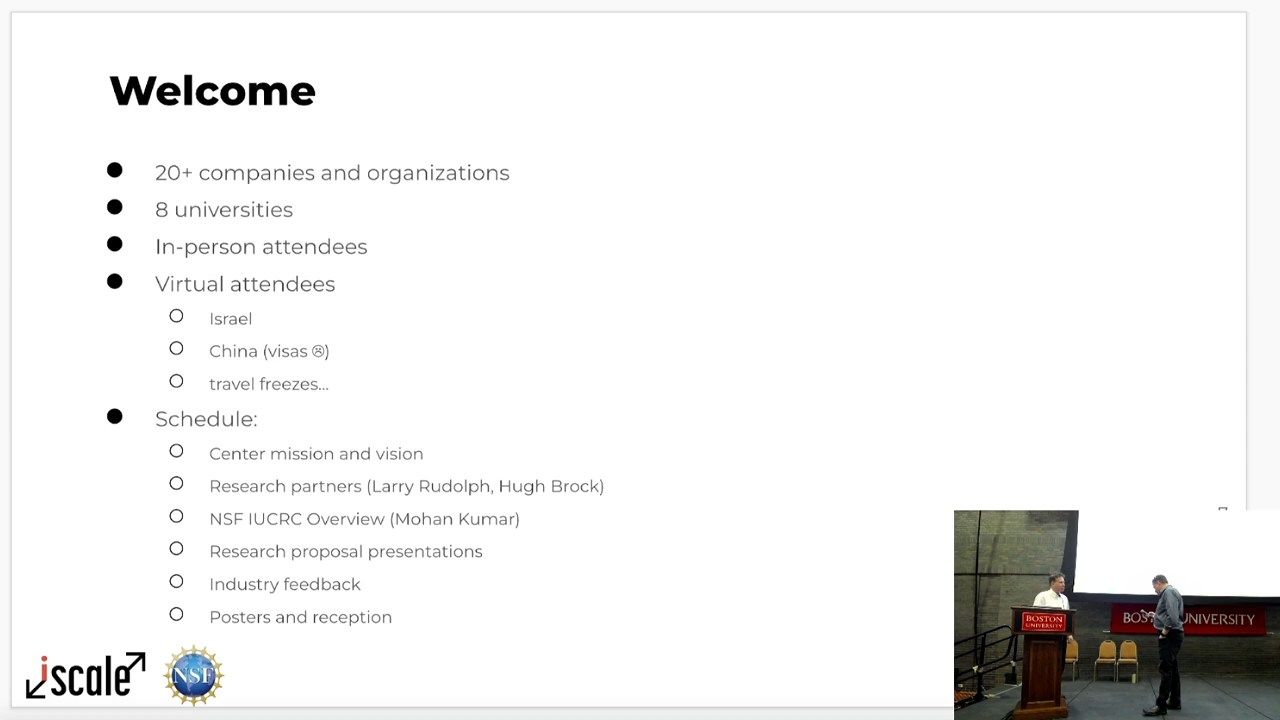 Welcome
20+ companies and organizations
8 universities
In-person attendees
Virtual attendees
Israel
China (visas ☹)
travel freezes...
Schedule:
Center mission and vision
Research partners (Larry Rudolph, Hugh Brock)
NSF IUCRC Overview (Mohan Kumar)
Research proposal presentations
Industry feedback
Posters and reception
iscale
NSF
BOSTON
UNIVERSITY
UNIVERSITY